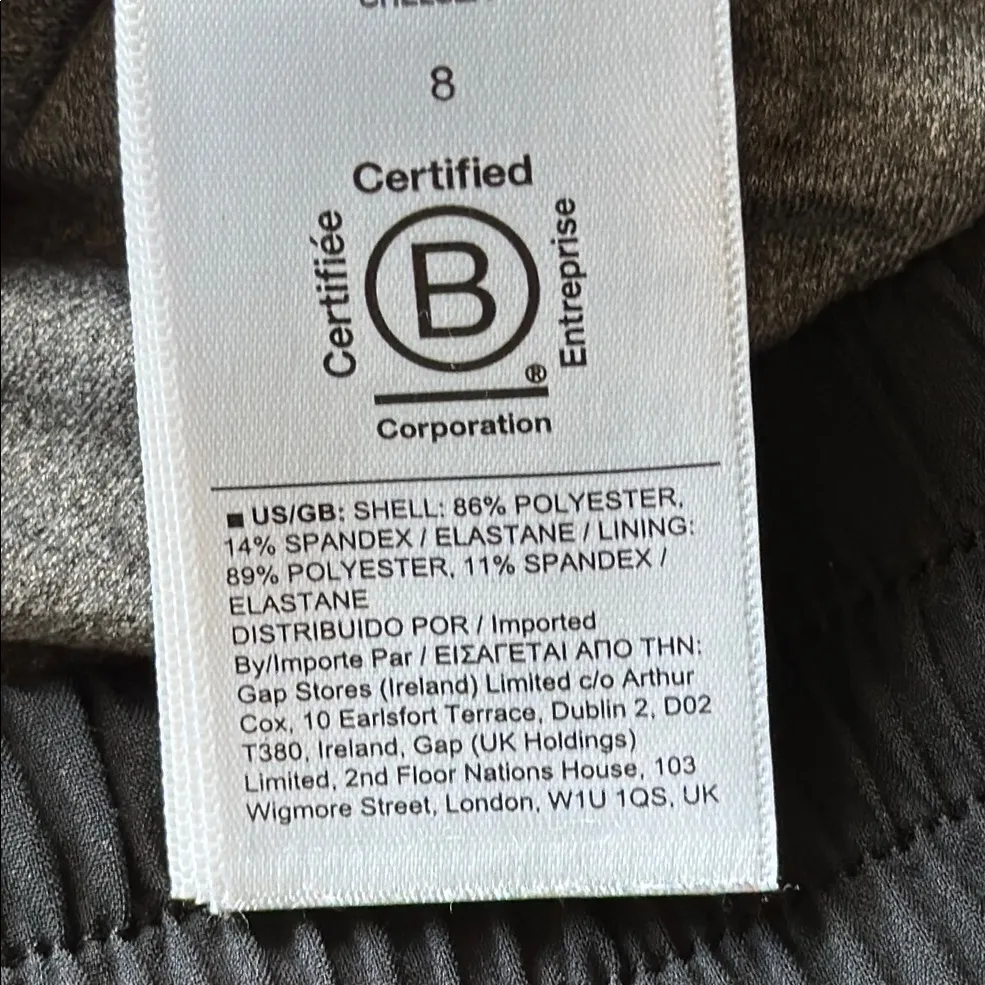 8
Certified
Certifiée
B
Entreprise
®
Corporation
■ US/GB: SHELL: 86% POLYESTER,
14% SPANDEX / ELASTANE / LINING:
89% POLYESTER, 11% SPANDEX /
ELASTANE
DISTRIBUIDO POR / Imported
By/Importe Par / ΕΙΣΑΓΕΤΑΙ ΑΠΟ ΤΗΝ:
Gap Stores (Ireland) Limited c/o Arthur
Cox, 10 Earlsfort Terrace, Dublin 2, D02
T380, Ireland, Gap (UK Holdings)
Limited, 2nd Floor Nations House, 103
Wigmore Street, London, W1U 1QS, UK